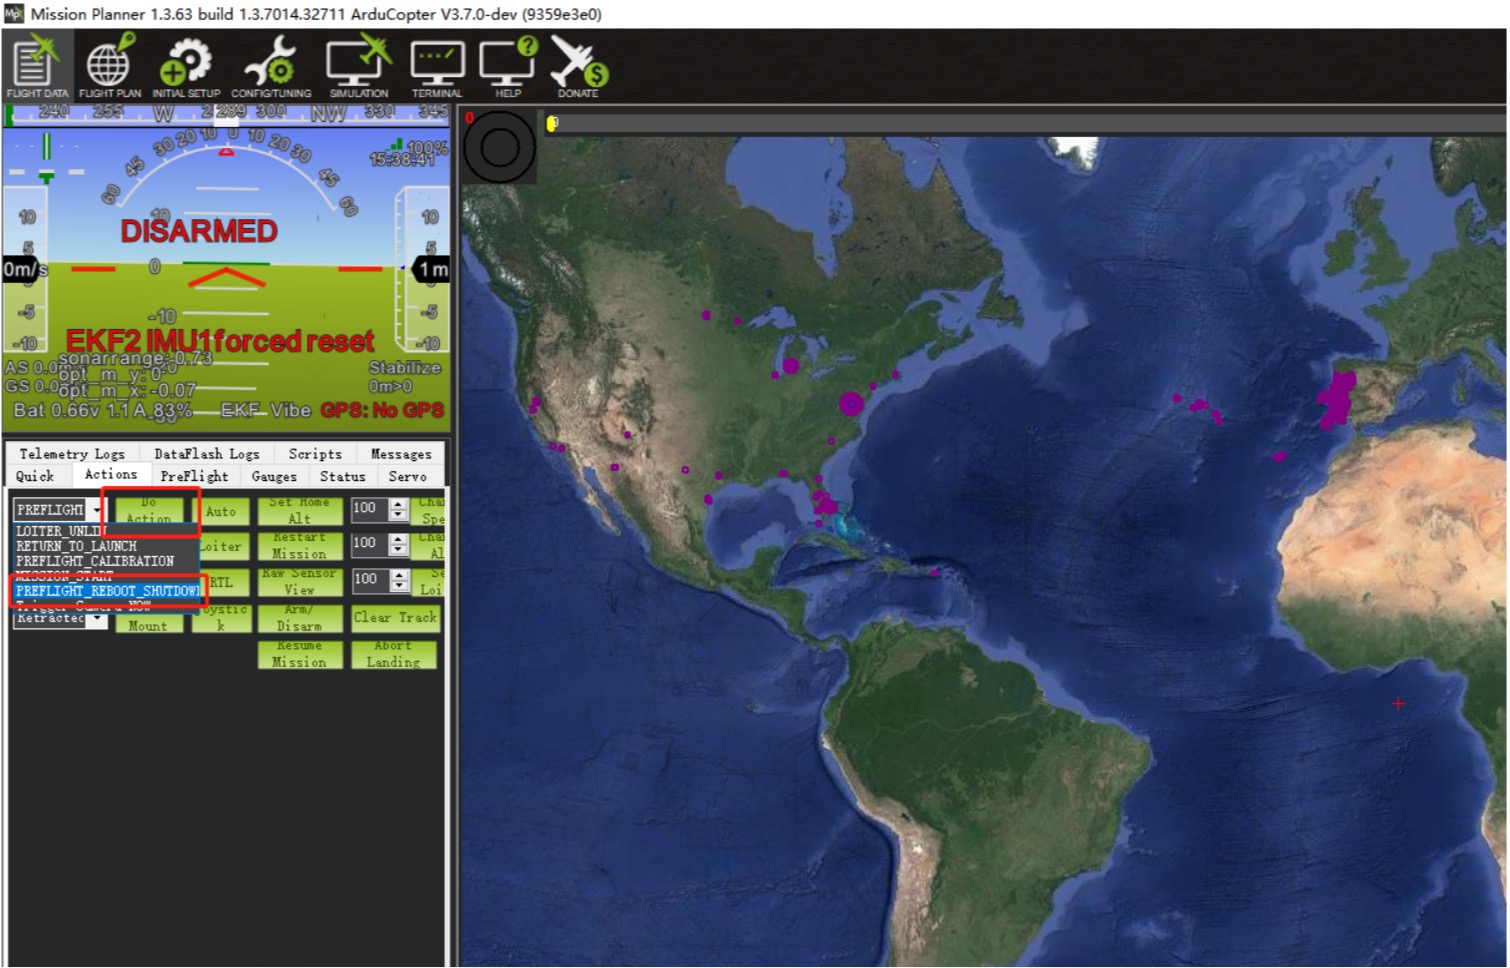 Mission Planner 1.3.63 build 1.3.7014.32711 ArduCopter V3.7.0-dev (9359e3e0)
FLIGHT DATA FLIGHT PLAN INITIAL SETUP CONFIG/TUNING SIMULATION TERMINAL HELP DONATE
240 255 W 289 300 NW 330 345
0
60 45 30 20 10 0 10 20 30 45 60
100%
15:38:41
10 10 10
DISARMED
5 5
0m/s 0 1 m
-5 -10 -5
EKF2 IMU1 forced reset
-10 -10
sonarrange: 0.73
AS 0.0 opt_m_y: 0 Stabilize
GS 0.0 opt_m_x: -0.07 0m>0
Bat 0.66v 1.1 A 83% EKF Vibe GPS: No GPS
Telemetry Logs DataFlash Logs Scripts Messages
Quick Actions PreFlight Gauges Status Servo
PREFLIGHT Do Action Auto Set Home Alt 100 Cha Spe
LOITER_UNLIM
RETURN_TO_LAUNCH Loiter Restart Mission 100 Cha Al
PREFLIGHT_CALIBRATION
MISSION_START RTL Raw Sensor View 100 Se Loi
PREFLIGHT_REBOOT_SHUTDOW
Trigger Camera NOW
Retracted Mount oystic k Arm/ Disarm Clear Track
Resume Mission Abort Landing